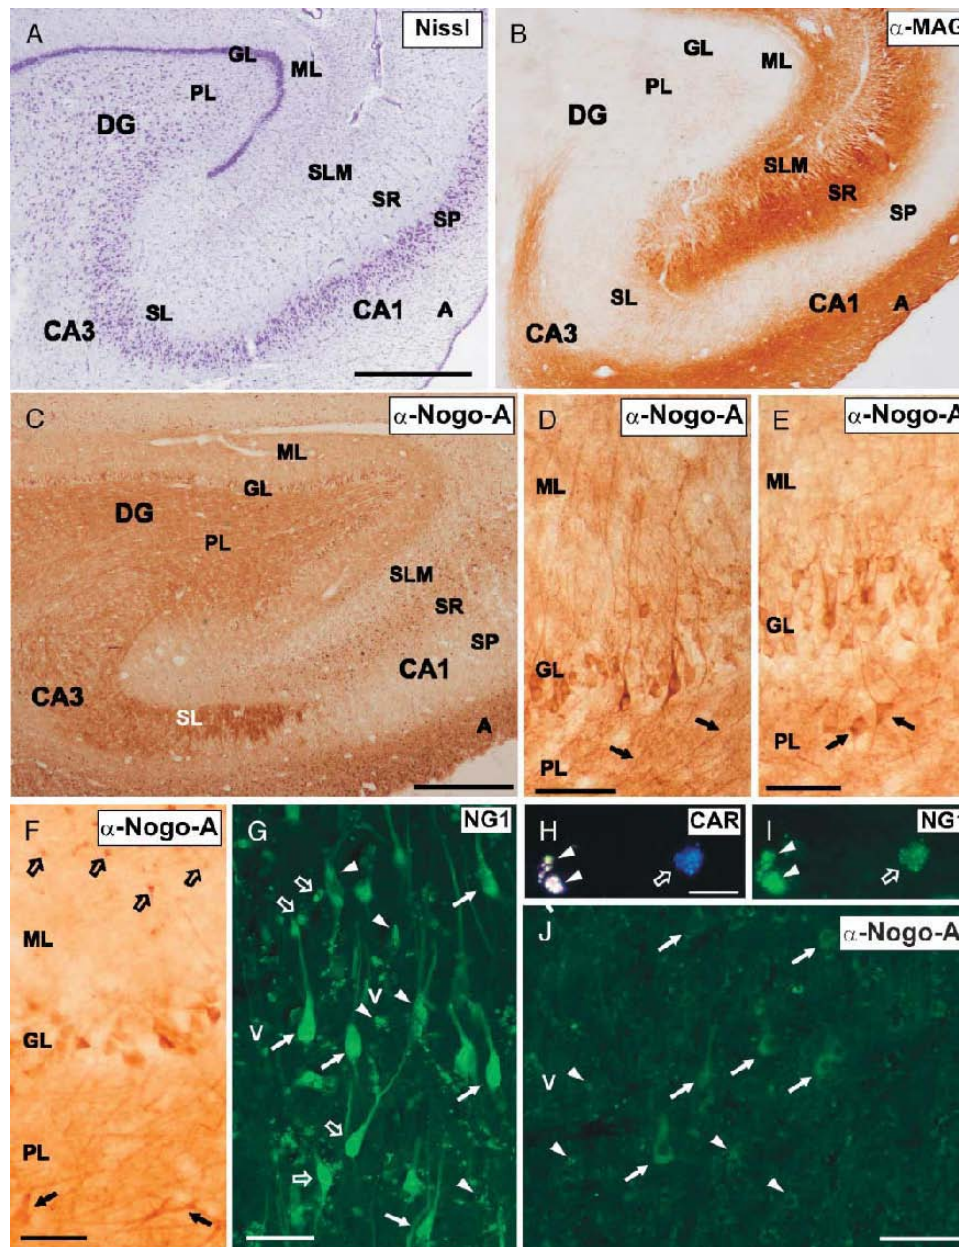 A
Nissl
GL
ML
PL
DG
SLM
SR
SP
SL
CA1
A
CA3
B
α-MAG
GL
ML
PL
DG
SLM
SR
SP
SL
CA1
A
CA3
C
α-Nogo-A
ML
GL
DG
PL
SLM
SR
SP
CA1
CA3
SL
A
D
α-Nogo-A
ML
GL
PL
E
α-Nogo-A
ML
GL
PL
F
α-Nogo-A
ML
GL
PL
G
NG1
V
V
H
CAR
I
NG1
J
α-Nogo-A
V